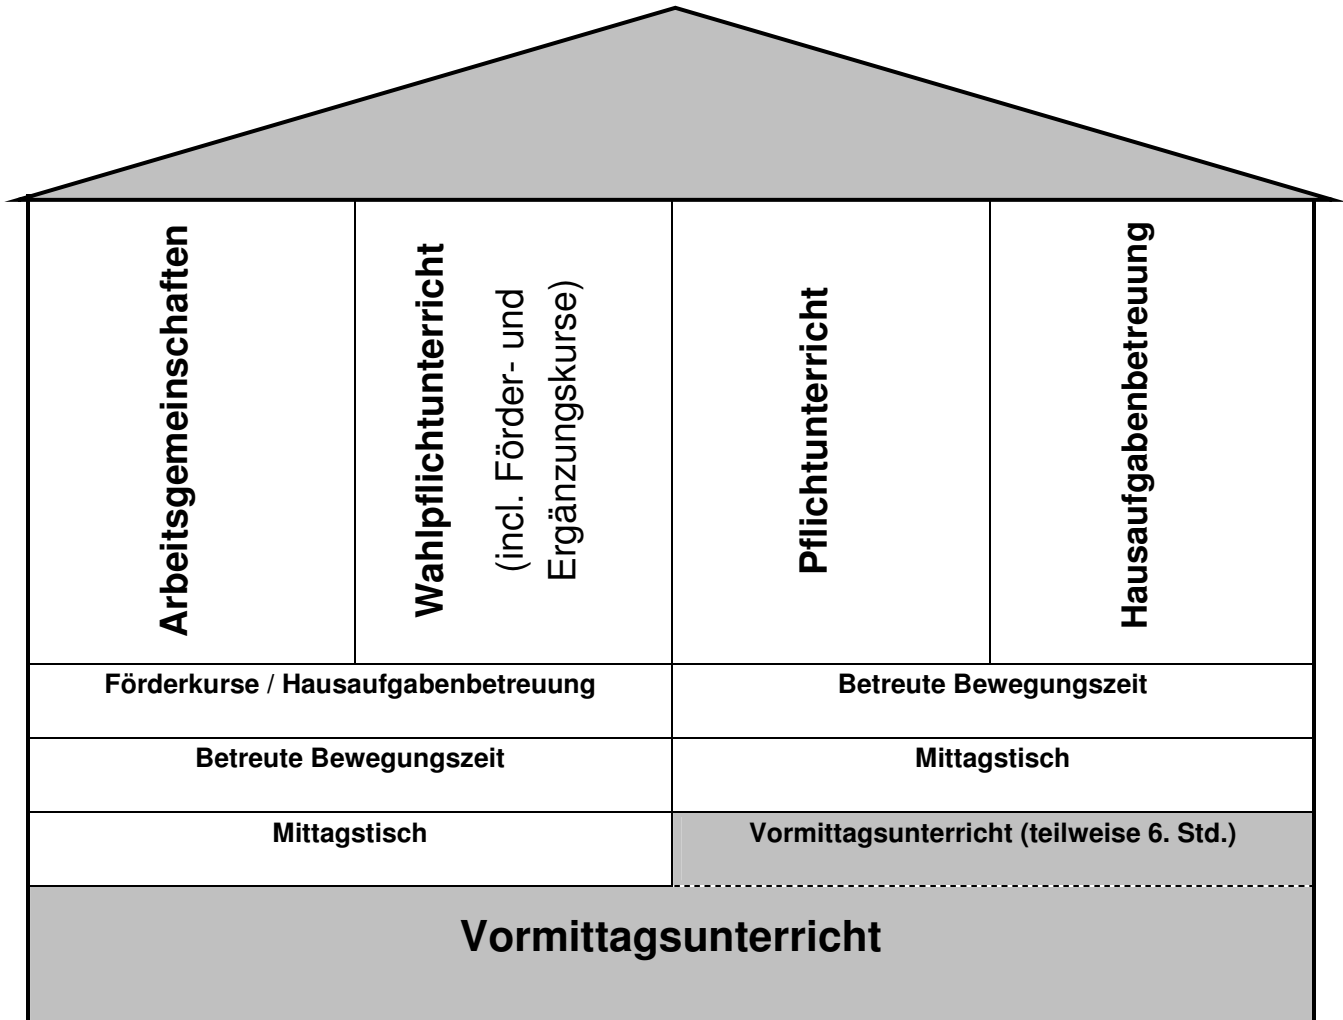 Arbeitsgemeinschaften
Wahlpflichtunterricht
(incl. Förder- und
Ergänzungskurse)
Pflichtunterricht
Hausaufgabenbetreuung
Förderkurse / Hausaufgabenbetreuung
Betreute Bewegungszeit
Betreute Bewegungszeit
Mittagstisch
Mittagstisch
Vormittagsunterricht (teilweise 6. Std.)
Vormittagsunterricht